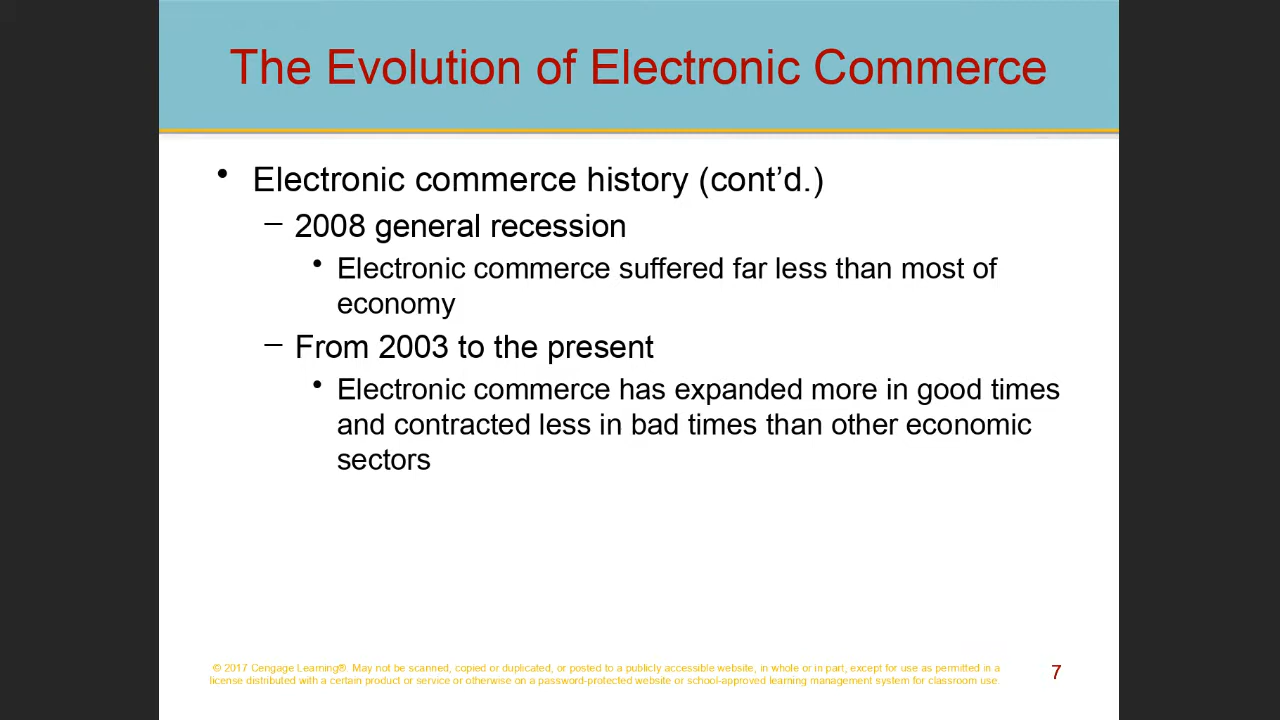 The Evolution of Electronic Commerce
• Electronic commerce history (cont’d.)
– 2008 general recession
• Electronic commerce suffered far less than most of
economy
– From 2003 to the present
• Electronic commerce has expanded more in good times
and contracted less in bad times than other economic
sectors
© 2017 Cengage Learning®. May not be scanned, copied or duplicated, or posted to a publicly accessible website, in whole or in part, except for use as permitted in a
license distributed with a certain product or service or otherwise on a password-protected website or school-approved learning management system for classroom use.
7